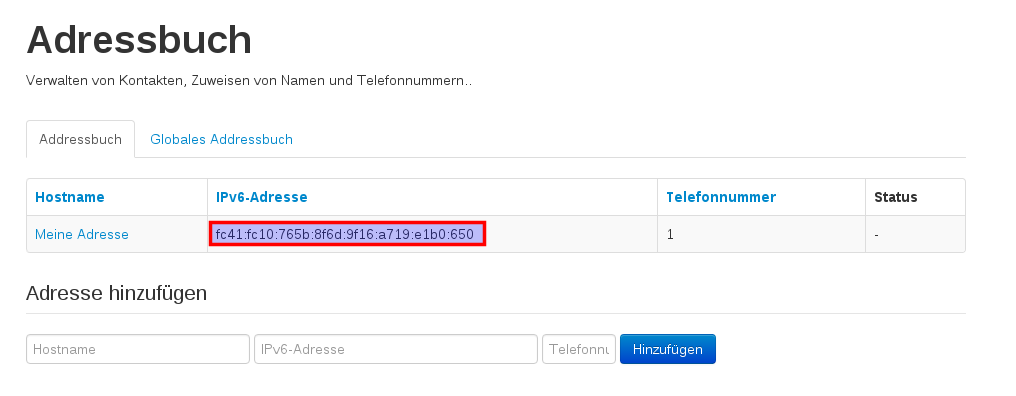 Adressbuch
Verwalten von Kontakten, Zuweisen von Namen und Telefonnummern..
Addressbuch Globales Addressbuch
Hostname IPv6-Adresse Telefonnummer Status
Meine Adresse fc41:fc10:765b:8f6d:9f16:a719:e1b0:650 1 -
Adresse hinzufügen
Hostname IPv6-Adresse Telefonnu Hinzufügen